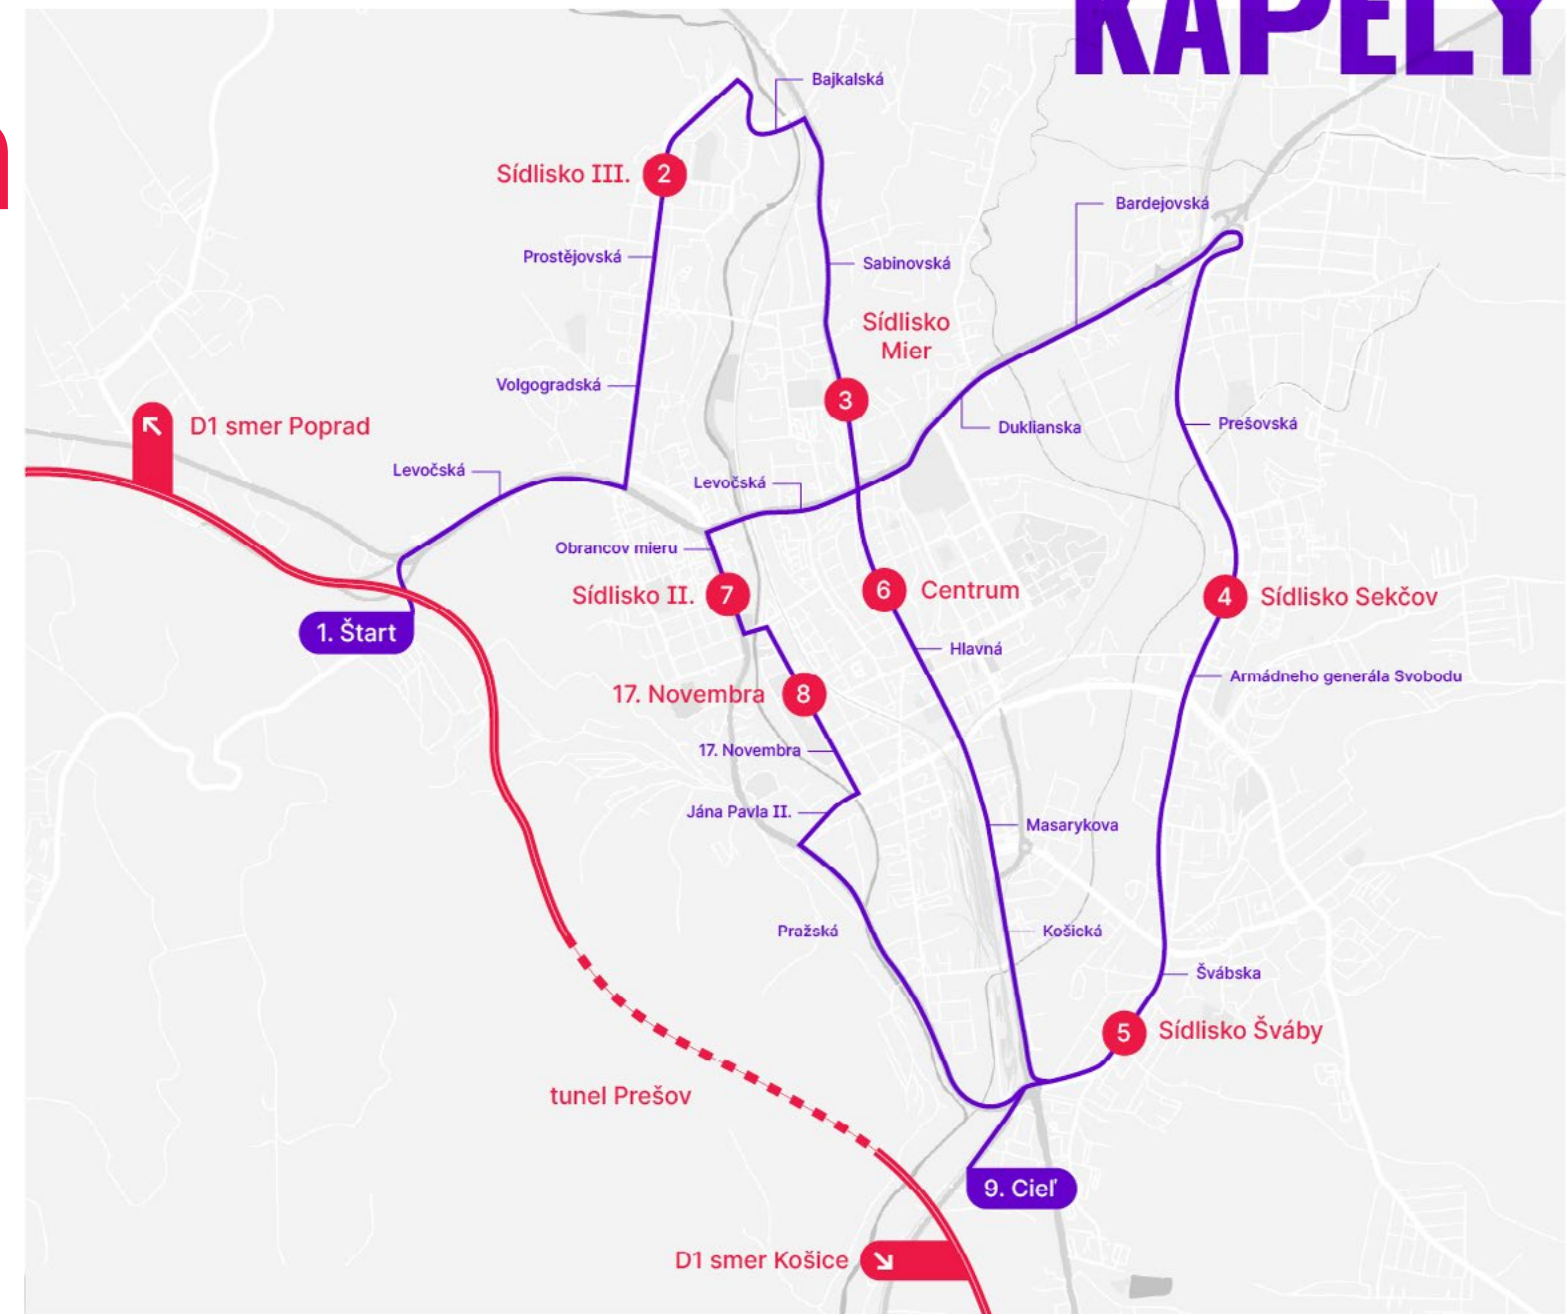 KAPELY
Bajkalská
Sídlisko III.
2
Bardejovská
Prostějovská
Sabinovská
Sídlisko
Mier
Volgogradská
3
D1 smer Poprad
Duklianska
Prešovská
Levočská
Levočská
Obrancov mieru
Sídlisko II.
7
6
Centrum
4
Sídlisko Sekčov
1. Štart
Hlavná
Armádneho generála Svobodu
17. Novembra
8
17. Novembra
Jána Pavla II.
Masarykova
Pražská
Košická
Švábska
5
Sídlisko Šváby
tunel Prešov
9. Cieľ
D1 smer Košice